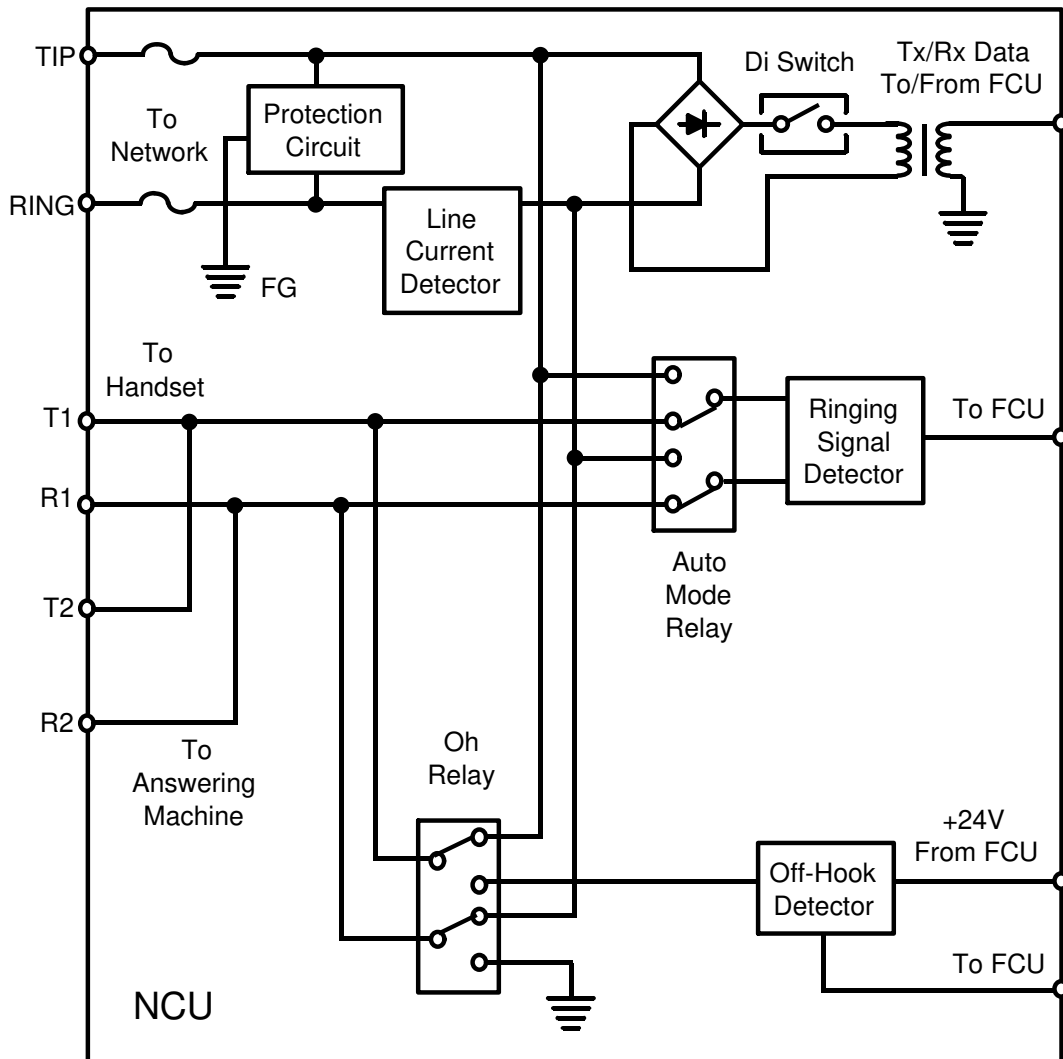 TIP
To
Network
Protection
Circuit
Di Switch
Tx/Rx Data
To/From FCU
RING
FG
Line
Current
Detector
To
Handset
T1
R1
T2
R2
To
Answering
Machine
Ringing
Signal
Detector
To FCU
Auto
Mode
Relay
Oh
Relay
+24V
From FCU
Off-Hook
Detector
To FCU
NCU